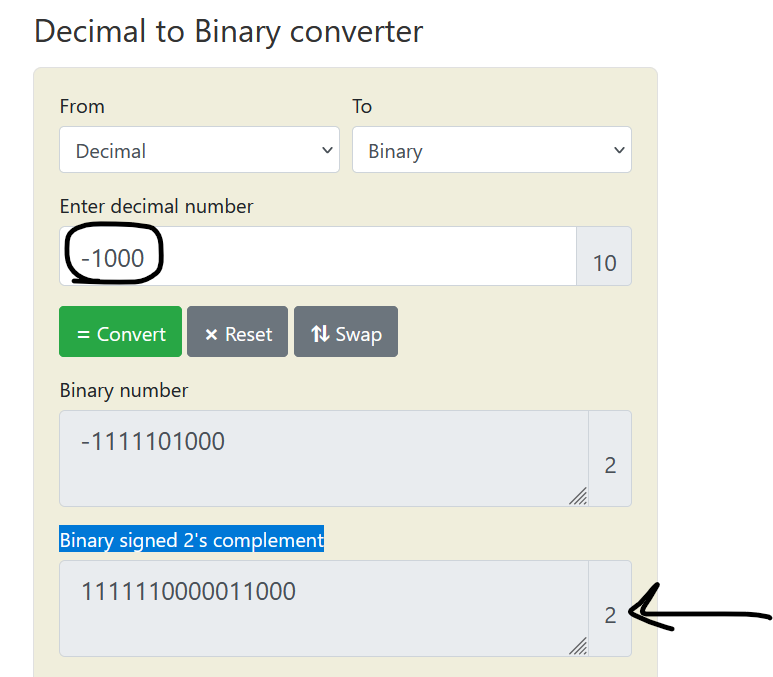 Decimal to Binary converter
From To
Decimal Binary
Enter decimal number
-1000 10
= Convert × Reset ⇅ Swap
Binary number
-1111101000 2
Binary signed 2's complement
1111110000011000 2